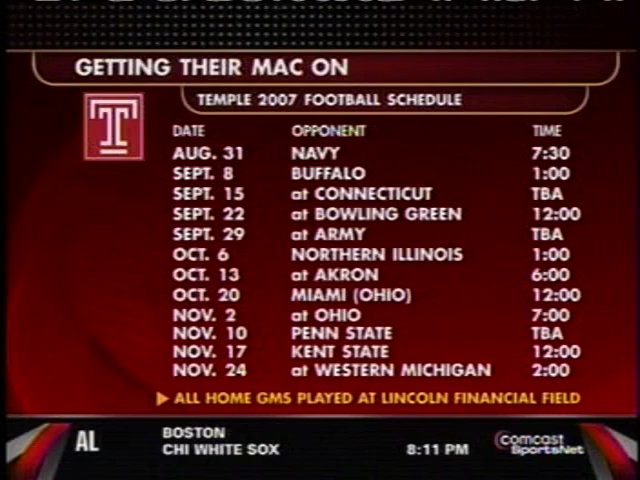 GETTING THEIR MAC ON
TEMPLE 2007 FOOTBALL SCHEDULE
T
DATE OPPONENT TIME
AUG. 31 NAVY 7:30
SEPT. 8 BUFFALO 1:00
SEPT. 15 at CONNECTICUT TBA
SEPT. 22 at BOWLING GREEN 12:00
SEPT. 29 at ARMY TBA
OCT. 6 NORTHERN ILLINOIS 1:00
OCT. 13 at AKRON 6:00
OCT. 20 MIAMI (OHIO) 12:00
NOV. 2 at OHIO 7:00
NOV. 10 PENN STATE TBA
NOV. 17 KENT STATE 12:00
NOV. 24 at WESTERN MICHIGAN 2:00
ALL HOME GMS PLAYED AT LINCOLN FINANCIAL FIELD
AL
BOSTON
CHI WHITE SOX 8:11 PM
comcast
SportsNet